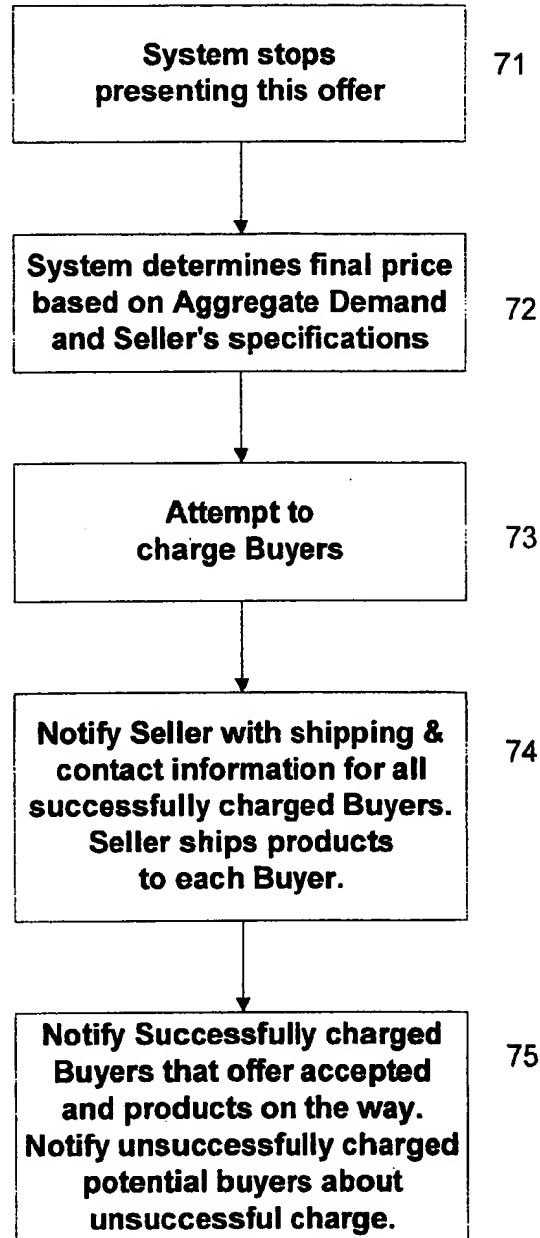 System stops
presenting this offer
71
System determines final price
based on Aggregate Demand
and Seller's specifications
72
Attempt to
charge Buyers
73
Notify Seller with shipping &
contact information for all
successfully charged Buyers.
Seller ships products
to each Buyer.
74
Notify Successfully charged
Buyers that offer accepted
and products on the way.
Notify unsuccessfully charged
potential buyers about
unsuccessful charge.
75